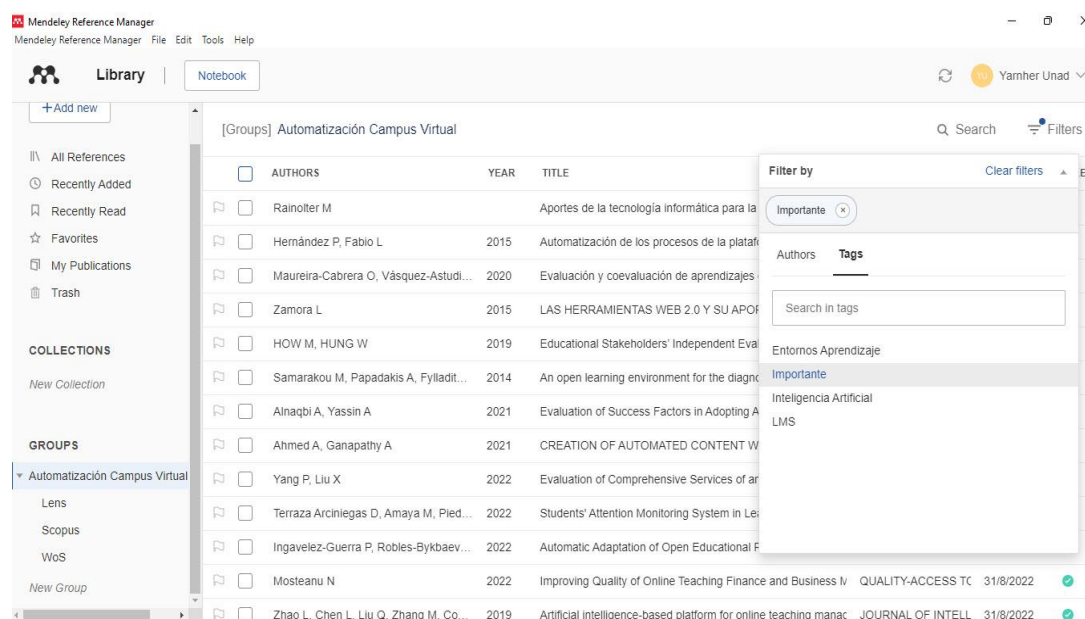 Mendeley Reference Manager
Mendeley Reference Manager File Edit Tools Help
Library Notebook
YU Yarnher Unad
+Add new
All References
Recently Added
Recently Read
Favorites
My Publications
Trash
COLLECTIONS
New Collection
GROUPS
Automatización Campus Virtual
Lens
Scopus
WoS
New Group
[Groups] Automatización Campus Virtual
Search Filters
AUTHORS YEAR TITLE
Rainolter M Aportes de la tecnología informática para la
Hernández P, Fabio L 2015 Automatización de los procesos de la plataf
Maureira-Cabrera O, Vásquez-Astudi... 2020 Evaluación y coevaluación de aprendizajes
Zamora L 2015 LAS HERRAMIENTAS WEB 2.0 Y SU APO
HOW M, HUNG W 2019 Educational Stakeholders' Independent Eval
Samarakou M, Papadakis A, Fylladit... 2014 An open learning environment for the diagno
Alnaqbi A, Yassin A 2021 Evaluation of Success Factors in Adopting A
Ahmed A, Ganapathy A 2021 CREATION OF AUTOMATED CONTENT W
Yang P, Liu X 2022 Evaluation of Comprehensive Services of an
Terraza Arciniegas D, Amaya M, Pied... 2022 Students' Attention Monitoring System in Lea
Ingavelez-Guerra P, Robles-Bykbaev... 2022 Automatic Adaptation of Open Educational
Mosteanu N 2022 Improving Quality of Online Teaching Finance and Business M QUALITY-ACCESS TO 31/8/2022
Zhao L, Chen L, Liu Q, Zhang M, Co... 2019 Artificial intelligence-based platform for online teaching manag JOURNAL OF INTELL 31/8/2022
Filter by Clear filters
Importante
Authors Tags
Search in tags
Entornos Aprendizaje
Importante
Inteligencia Artificial
LMS